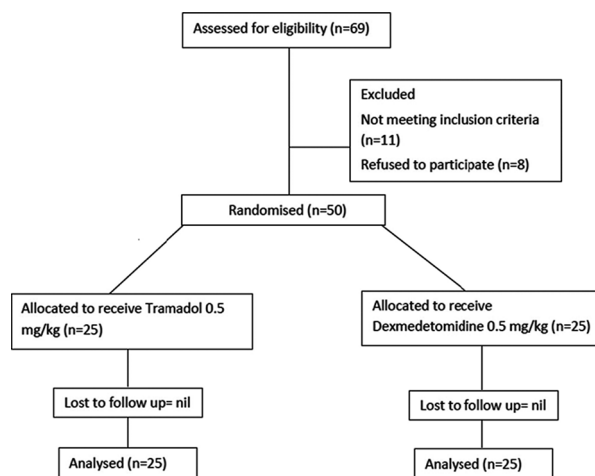 Assessed for eligibility (n=69)
Excluded
Not meeting inclusion criteria
(n=11)
Refused to participate (n=8)
Randomised (n=50)
Allocated to receive Tramadol 0.5
mg/kg (n=25)
Allocated to receive
Dexmedetomidine 0.5 mg/kg (n=25)
Lost to follow up= nil
Lost to follow up= nil
Analysed (n=25)
Analysed (n=25)